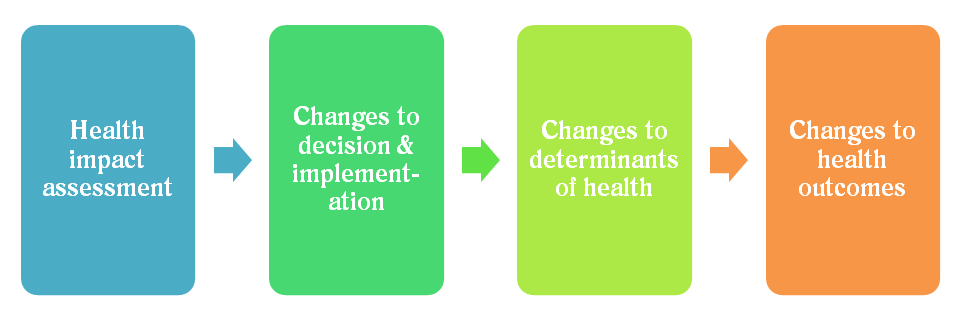 Health
impact
assessment
Changes to
decision &
implement-
ation
Changes to
determinants
of health
Changes to
health
outcomes